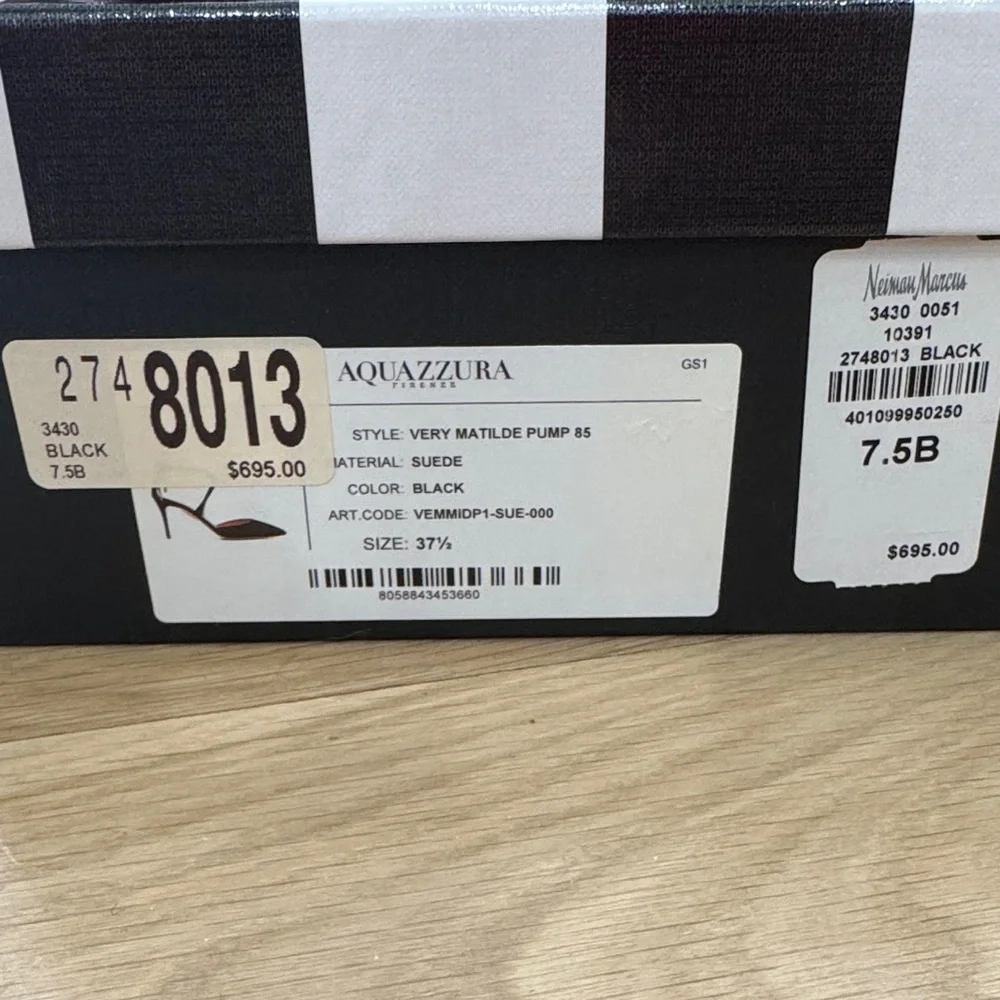 274 8013
3430
BLACK
7.5B
$695.00
AQUAZZURA
FIRENZE
GS1
STYLE: VERY MATILDE PUMP 85
MATERIAL: SUEDE
COLOR: BLACK
ART.CODE: VEMMIDP1-SUE-000
SIZE: 37½
8058843453660
Neiman Marcus
3430 0051
10391
2748013 BLACK
401099950250
7.5B
$695.00